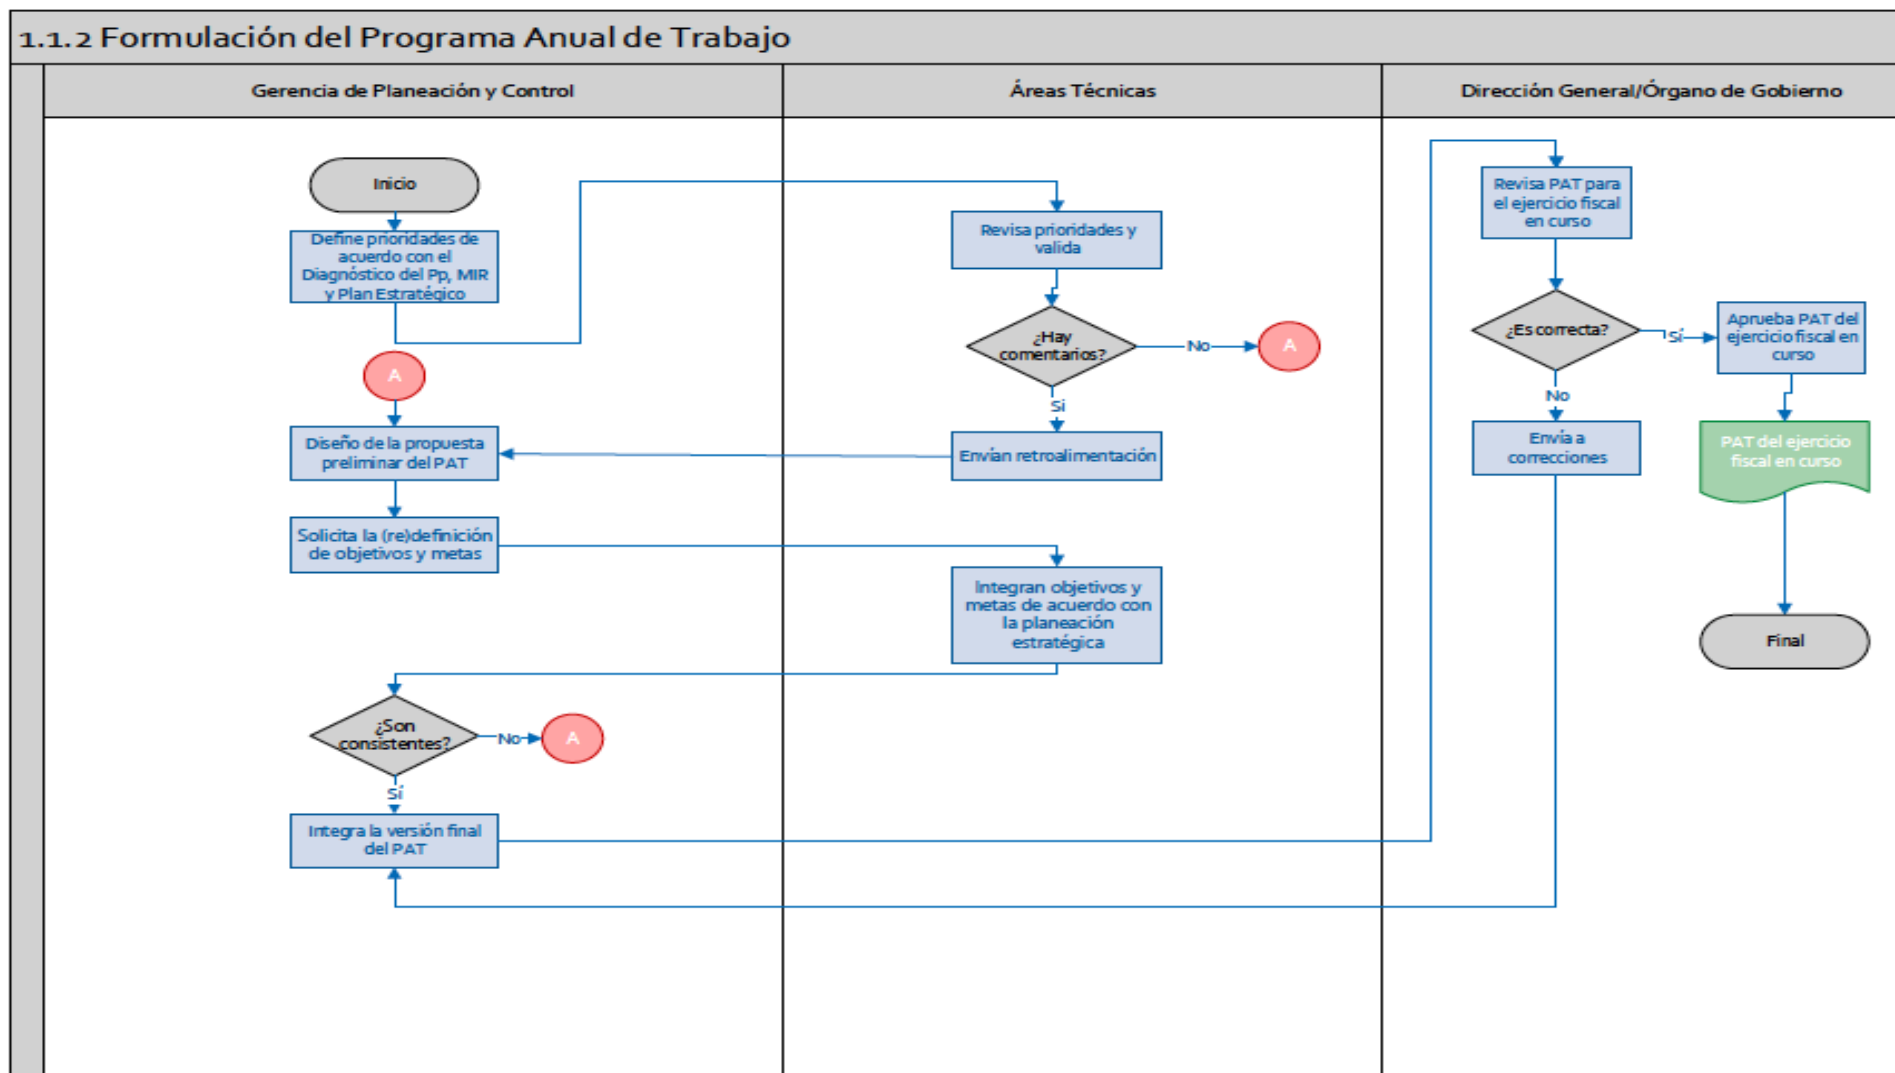 1.1.2 Formulación del Programa Anual de Trabajo
Gerencia de Planeación y Control
Áreas Técnicas
Dirección General/Órgano de Gobierno
Inicio
Define prioridades de
acuerdo con el
Diagnóstico del Pp, MIR
y Plan Estratégico
A
Diseño de la propuesta
preliminar del PAT
Solicita la (re)definición
de objetivos y metas
¿Son
consistentes?
No
A
Sí
Integra la versión final
del PAT
Revisa prioridades y
valida
¿Hay
comentarios?
No
A
Si
Envían retroalimentación
Integran objetivos y
metas de acuerdo con
la planeación
estratégica
Revisa PAT para
el ejercicio fiscal
en curso
¿Es correcta?
Sí
Aprueba PAT del
ejercicio fiscal en
curso
No
Envía a
correcciones
PAT del ejercicio
fiscal en curso
Final